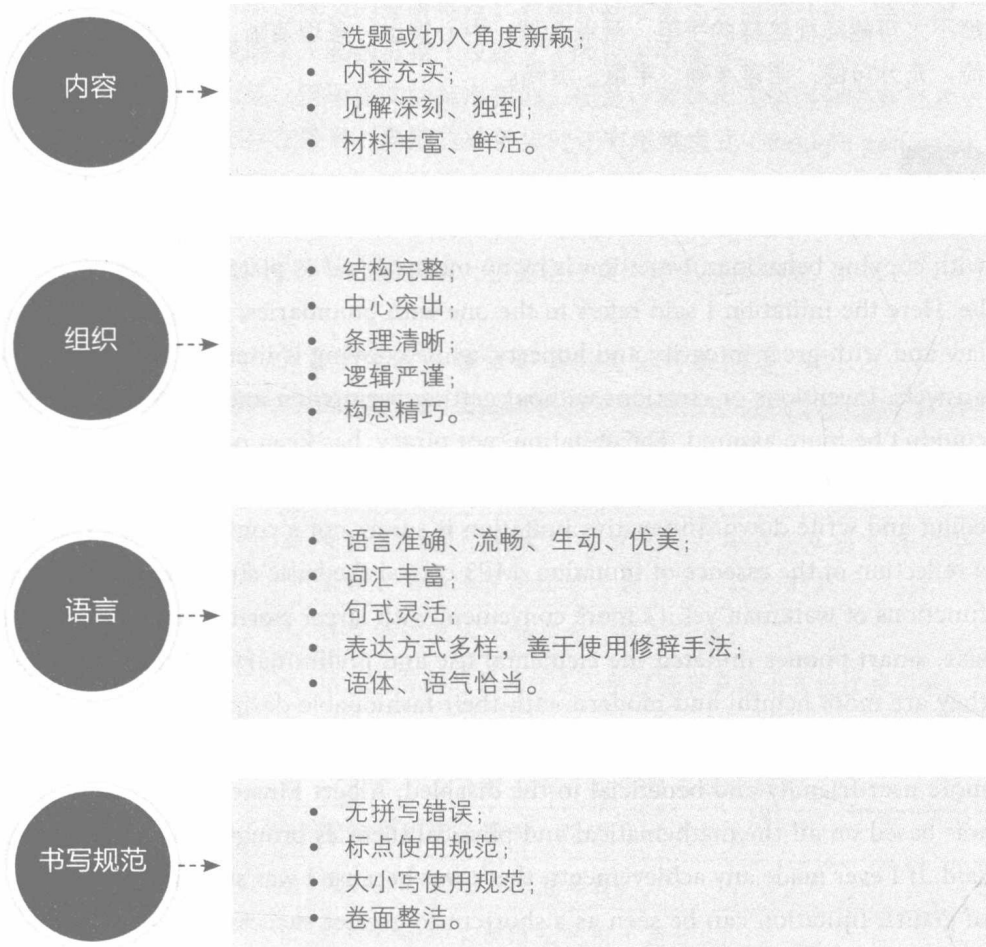 内容
选题或切入角度新颖；
• 内容充实；
• 见解深刻、独到；
• 材料丰富、鲜活。
组织
结构完整；
• 中心突出；
• 条理清晰；
• 逻辑严谨；
• 构思精巧。
语言
语言准确、流畅、生动、优美；
• 词汇丰富；
• 句式灵活，
表达方式多样，善于使用修辞手法；
• 语体、语气恰当。
书写规范
• 无拼写错误；
• 标点使用规范；
• 大小写使用规范；
• 卷面整洁。